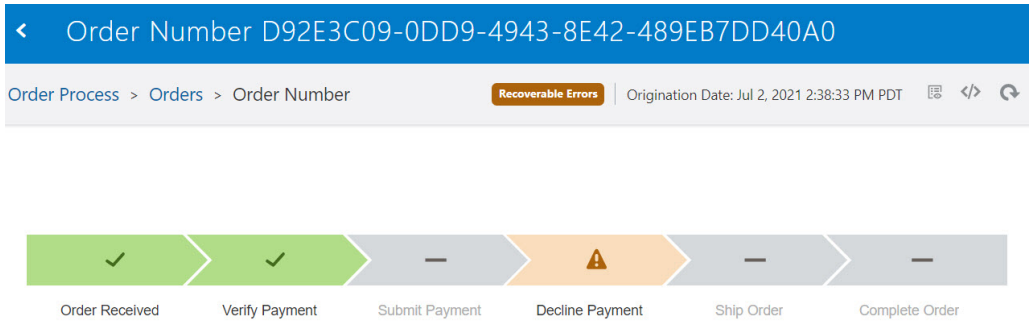 Order Number D92E3C09-0DD9-4943-8E42-489EB7DD40A0
Order Process > Orders > Order Number Recoverable Errors Origination Date: Jul 2, 2021 2:38:33 PM PDT
Order Received Verify Payment Submit Payment Decline Payment Ship Order Complete Order